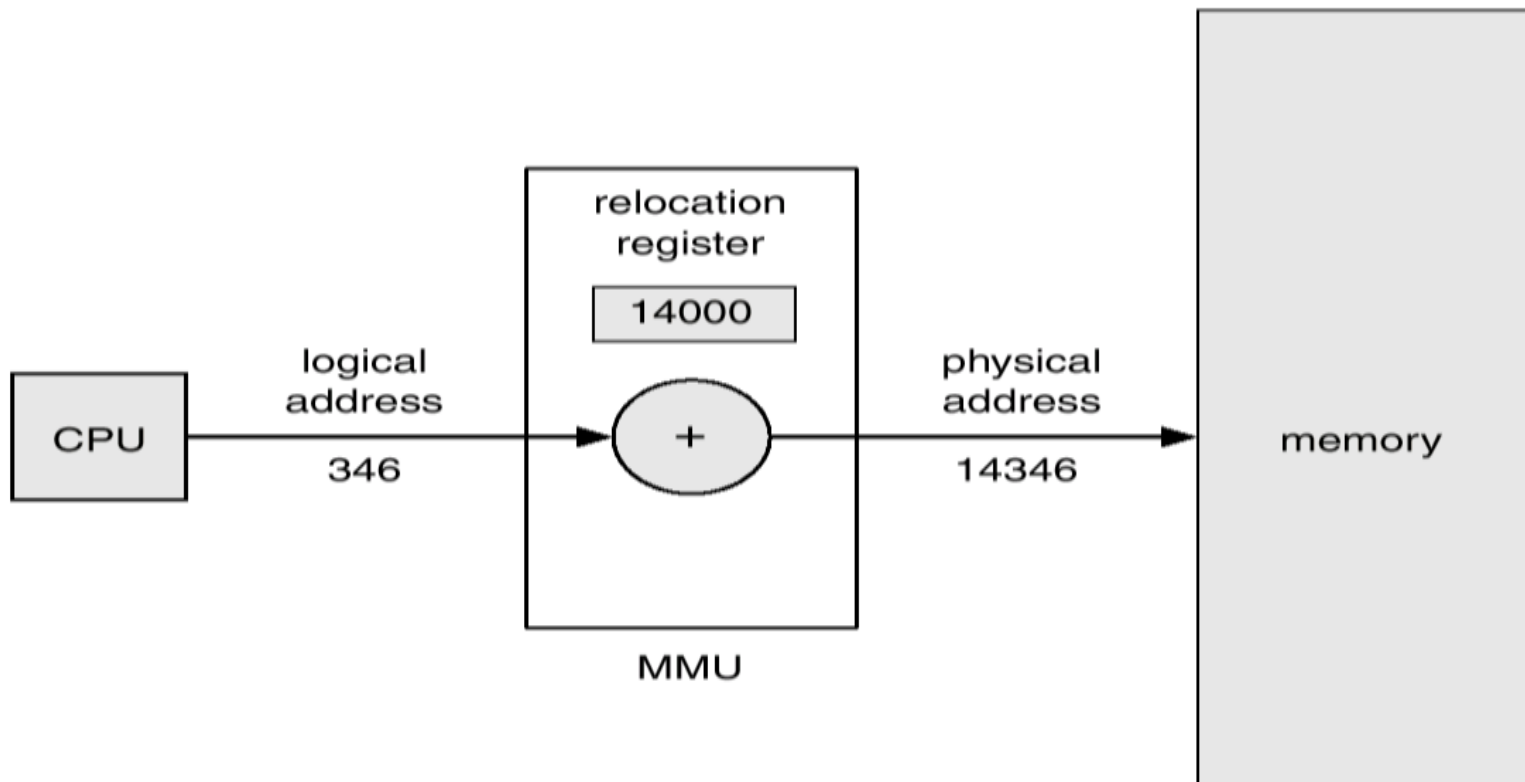 relocation
register
14000
logical
address
346
CPU
+
physical
address
14346
memory
MMU